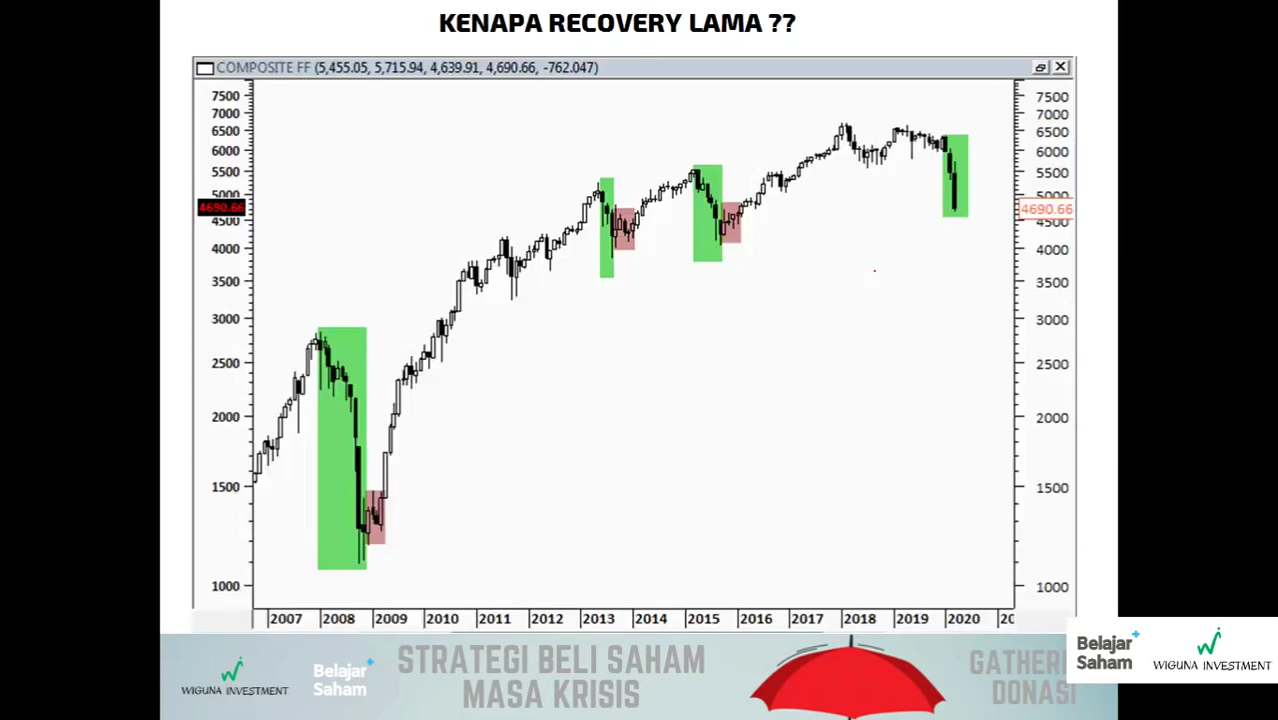 KENAPA RECOVERY LAMA ??
COMPOSITE FF (5,455.05, 5,715.94, 4,639.91, 4,690.66, -762.047)
7500 7500
7000 7000
6500 6500
6000 6000
5500 5500
5000 5000
4690.66 4690.66
4500 4500
4000 4000
3500 3500
3000 3000
2500 2500
2000 2000
1500 1500
1000 1000
2007 2008 2009 2010 2011 2012 2013 2014 2015 2016 2017 2018 2019 2020 20
WIGUNA INVESTMENT
Belajar+
Saham
STRATEGI BELI SAHAM
MASA KRISIS
GATHERI
DONASI
Belajar+
Saham
WIGUNA INVESTMENT